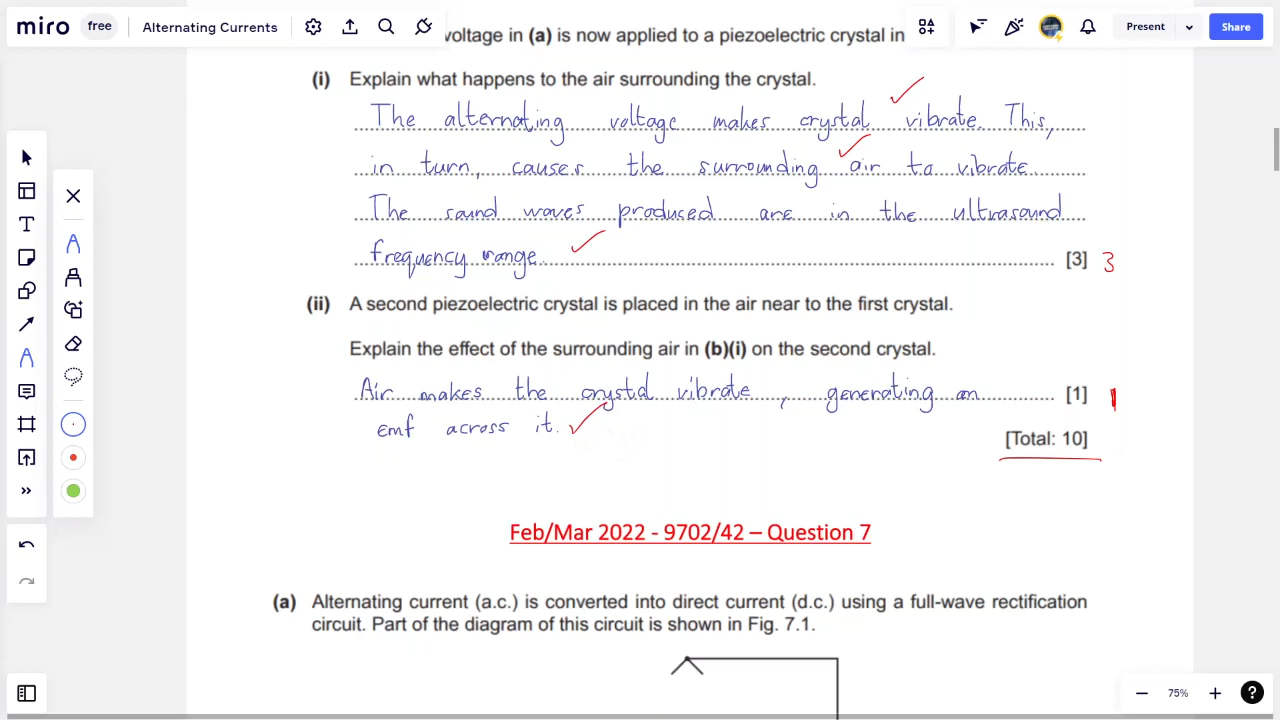 miro free Alternating Currents Present Share
voltage in (a) is now applied to a piezoelectric crystal in
(i) Explain what happens to the air surrounding the crystal.
The alternating voltage makes crystal vibrate. This,
in turn, causes the surrounding air to vibrate
The sound waves produced are in the ultrasound
frequency range. [3] 3
(ii) A second piezoelectric crystal is placed in the air near to the first crystal.
Explain the effect of the surrounding air in (b)(i) on the second crystal.
Air makes the crystal vibrate, generating an [1] 1
emf across it.
[Total: 10]
Feb/Mar 2022 - 9702/42 – Question 7
(a) Alternating current (a.c.) is converted into direct current (d.c.) using a full-wave rectification
circuit. Part of the diagram of this circuit is shown in Fig. 7.1.
75%